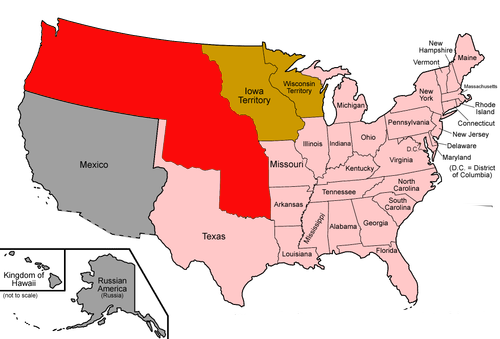 New
Hampshire
Vermont
Maine
Massachusetts
New
York
Rhode
Island
Connecticut
New Jersey
Delaware
Maryland
(D.C. = District
of Columbia)
D.C.
Wisconsin
Territory
Iowa
Territory
Michigan
Pennsylvania
Illinois
Indiana
Ohio
Missouri
Kentucky
Virginia
Mexico
Tennessee
North
Carolina
South
Carolina
Arkansas
Texas
Mississippi
Alabama
Georgia
Louisiana
Florida
Kingdom of
Hawaii
(not to scale)
Russian
America
(Russia)